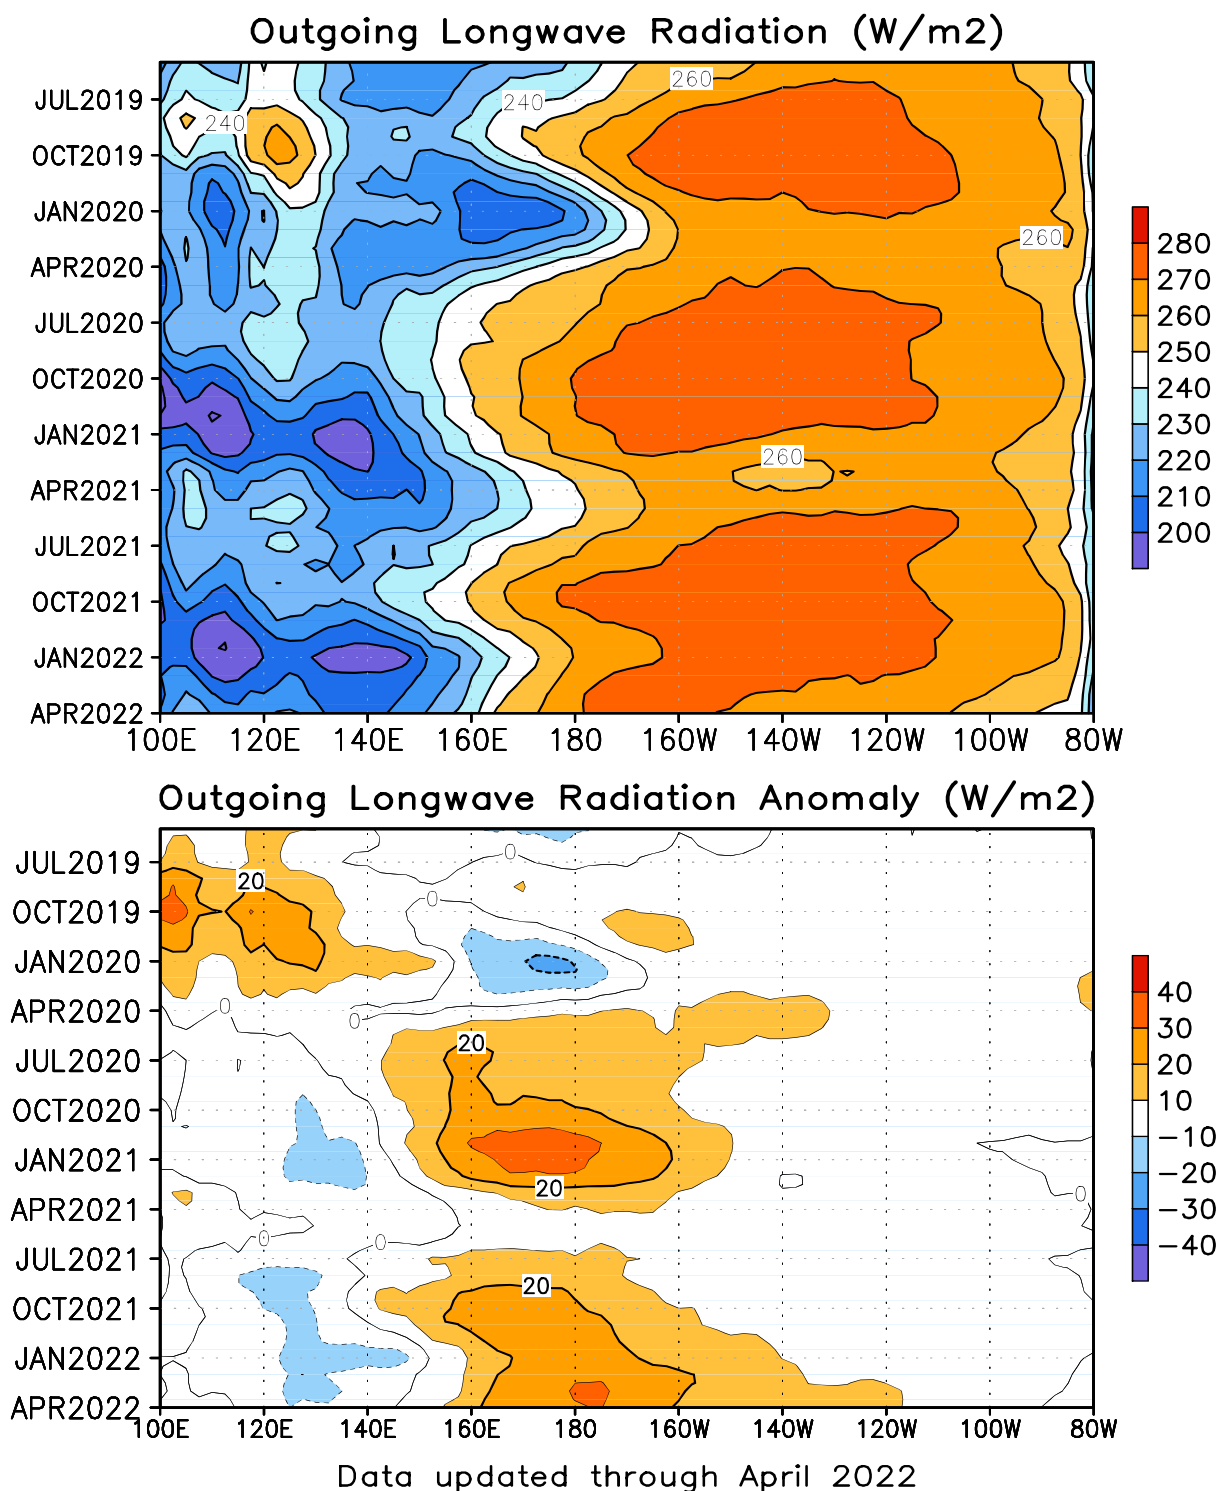 Outgoing Longwave Radiation (W/m2)
JUL2019
OCT2019
JAN2020
APR2020
JUL2020
OCT2020
JAN2021
APR2021
JUL2021
OCT2021
JAN2022
APR2022
100E 120E 140E 160E 180 160W 140W 120W 100W 80W
260
240
240
260
260
280
270
260
250
240
230
220
210
200
Outgoing Longwave Radiation Anomaly (W/m2)
JUL2019
OCT2019
JAN2020
APR2020
JUL2020
OCT2020
JAN2021
APR2021
JUL2021
OCT2021
JAN2022
APR2022
100E 120E 140E 160E 180 160W 140W 120W 100W 80W
0
20
0
0
0
20
20
0
0
0
20
40
30
20
10
-10
-20
-30
-40
Data updated through April 2022